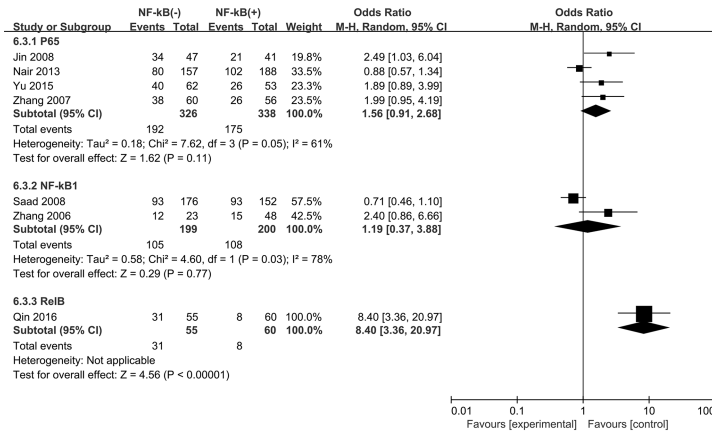 NF-kB(-) NF-kB(+) Odds Ratio Odds Ratio
Study or Subgroup Events Total Events Total Weight M-H, Random, 95% CI M-H, Random, 95% CI
6.3.1 P65
Jin 2008 34 47 21 41 19.8% 2.49 [1.03, 6.04]
Nair 2013 80 157 102 188 33.5% 0.88 [0.57, 1.34]
Yu 2015 40 62 26 53 23.3% 1.89 [0.89, 3.99]
Zhang 2007 38 60 26 56 23.5% 1.99 [0.95, 4.19]
Subtotal (95% CI) 326 338 100.0% 1.56 [0.91, 2.68]
Total events 192 175
Heterogeneity: Tau² = 0.18; Chi² = 7.62, df = 3 (P = 0.05); I² = 61%
Test for overall effect: Z = 1.62 (P = 0.11)
6.3.2 NF-kB1
Saad 2008 93 176 93 152 57.5% 0.71 [0.46, 1.10]
Zhang 2006 12 23 15 48 42.5% 2.40 [0.86, 6.66]
Subtotal (95% CI) 199 200 100.0% 1.19 [0.37, 3.88]
Total events 105 108
Heterogeneity: Tau² = 0.58; Chi² = 4.60, df = 1 (P = 0.03); I² = 78%
Test for overall effect: Z = 0.29 (P = 0.77)
6.3.3 RelB
Qin 2016 31 55 8 60 100.0% 8.40 [3.36, 20.97]
Subtotal (95% CI) 55 60 100.0% 8.40 [3.36, 20.97]
Total events 31 8
Heterogeneity: Not applicable
Test for overall effect: Z = 4.56 (P < 0.00001)
0.01 0.1 1 10 100
Favours [experimental] Favours [control]